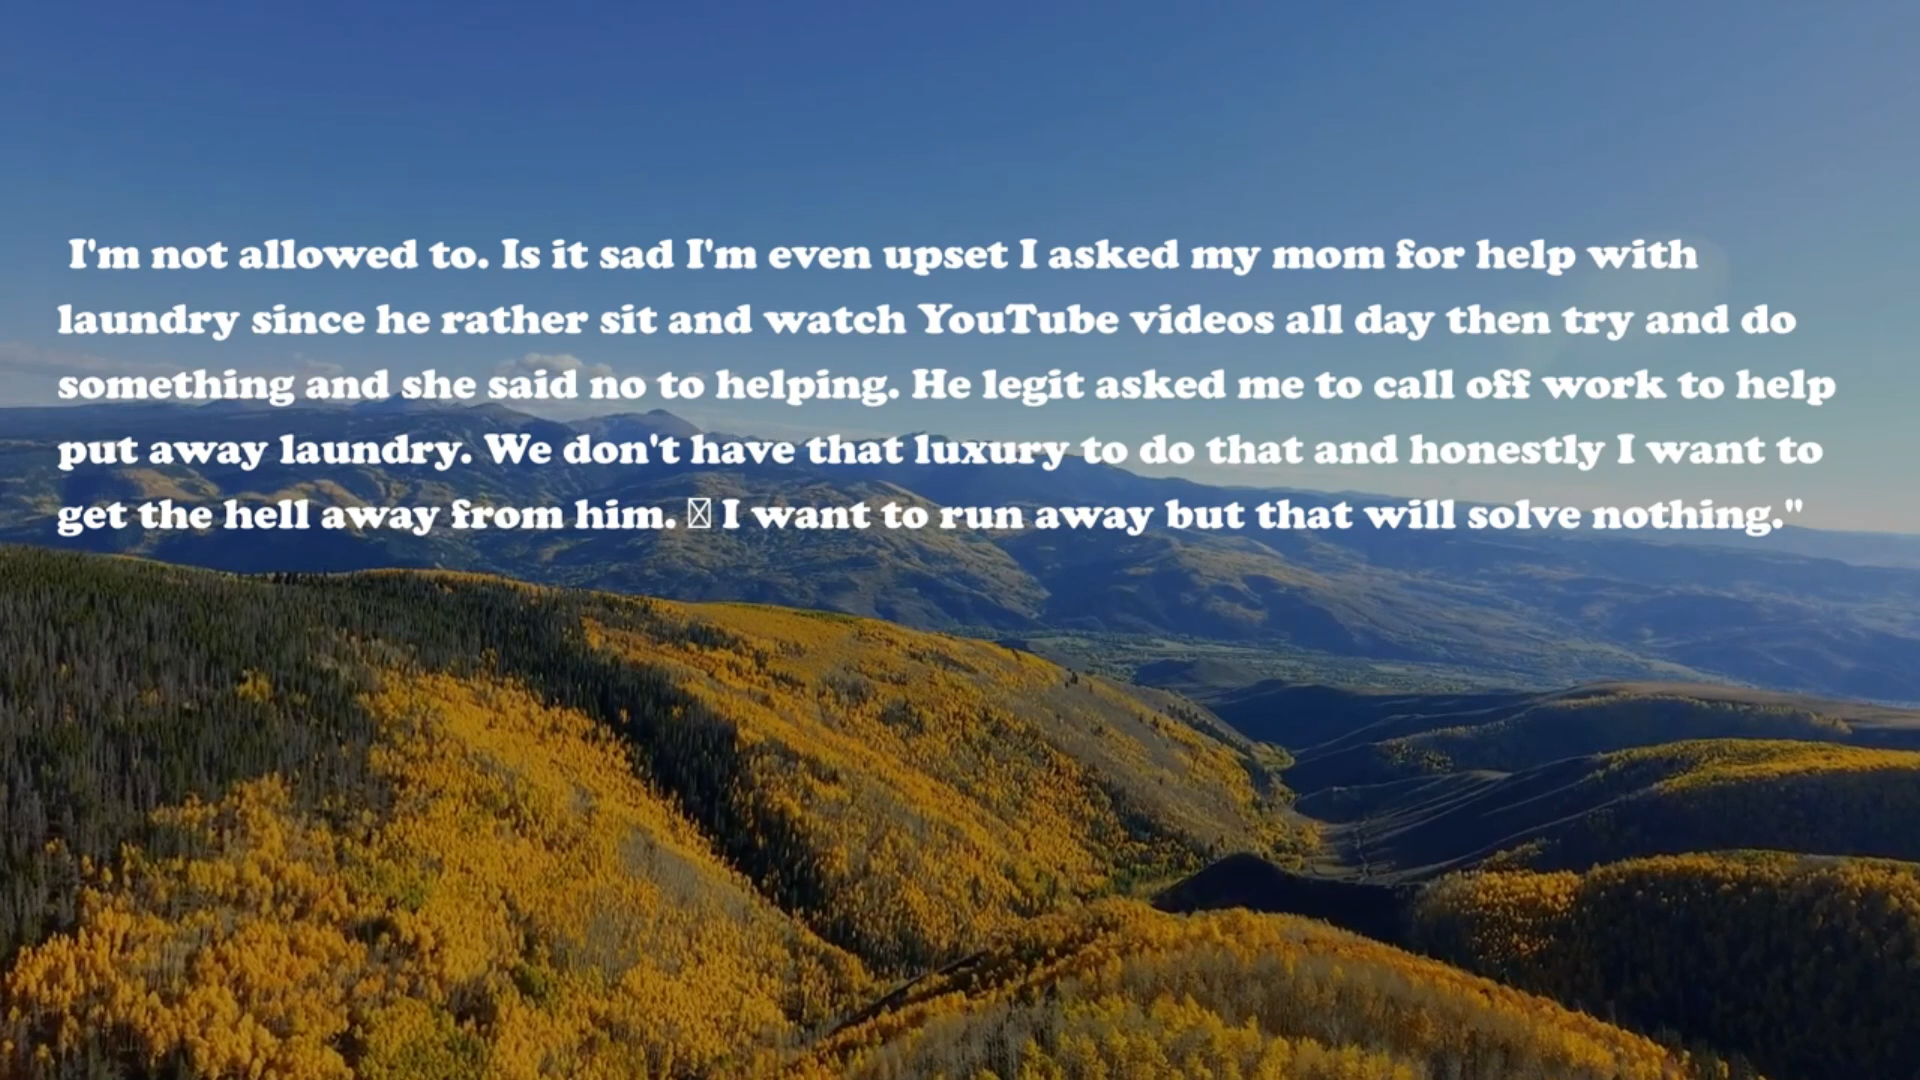 I'm not allowed to. Is it sad I'm even upset I asked my mom for help with
laundry since he rather sit and watch YouTube videos all day then try and do
something and she said no to helping. He legit asked me to call off work to help
put away laundry. We don't have that luxury to do that and honestly I want to
get the hell away from him. I want to run away but that will solve nothing."